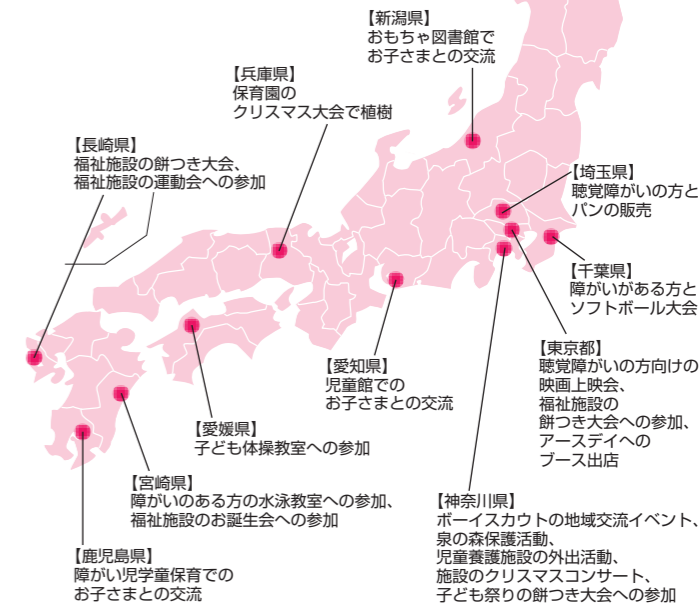 【新潟県】
おもちゃ図書館で
お子さまとの交流
【兵庫県】
保育園の
クリスマス大会で植樹
【長崎県】
福祉施設の餅つき大会、
福祉施設の運動会への参加
【埼玉県】
聴覚障がいの方と
パンの販売
【千葉県】
障がいがある方と
ソフトボール大会
【東京都】
聴覚障がいの方向けの
映画上映会、
福祉施設の
餅つき大会への参加、
アースデイへの
ブース出店
【愛知県】
児童館での
お子さまとの交流
【愛媛県】
子ども体操教室への参加
【宮崎県】
障がいのある方の水泳教室への参加、
福祉施設のお誕生会への参加
【神奈川県】
ボーイスカウトの地域交流イベント、
泉の森保護活動、
児童養護施設の外出活動、
施設のクリスマスコンサート、
子ども祭りの餅つき大会への参加
【鹿児島県】
障がい児学童保育での
お子さまとの交流